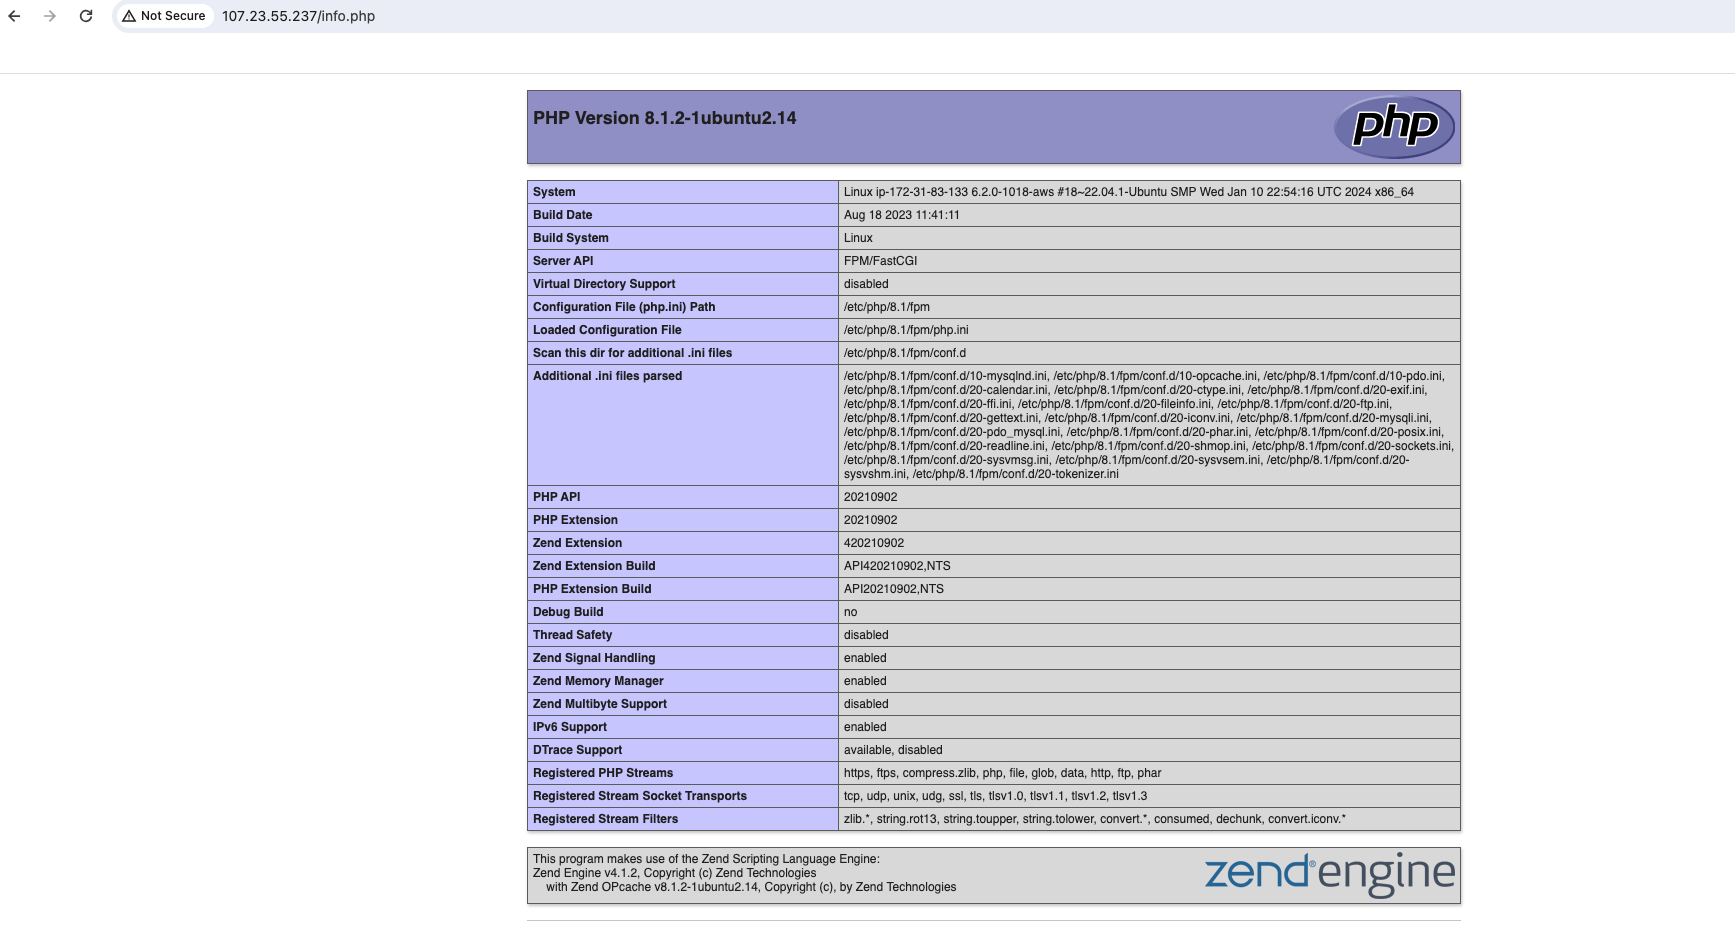 Not Secure 107.23.55.237/info.php
PHP Version 8.1.2-1ubuntu2.14
php
System Linux ip-172-31-83-133 6.2.0-1018-aws #18~22.04.1-Ubuntu SMP Wed Jan 10 22:54:16 UTC 2024 x86_64
Build Date Aug 18 2023 11:41:11
Build System Linux
Server API FPM/FastCGI
Virtual Directory Support disabled
Configuration File (php.ini) Path /etc/php/8.1/fpm
Loaded Configuration File /etc/php/8.1/fpm/php.ini
Scan this dir for additional .ini files /etc/php/8.1/fpm/conf.d
Additional .ini files parsed /etc/php/8.1/fpm/conf.d/10-mysqlnd.ini, /etc/php/8.1/fpm/conf.d/10-opcache.ini, /etc/php/8.1/fpm/conf.d/10-pdo.ini,
/etc/php/8.1/fpm/conf.d/20-calendar.ini, /etc/php/8.1/fpm/conf.d/20-ctype.ini, /etc/php/8.1/fpm/conf.d/20-exif.ini,
/etc/php/8.1/fpm/conf.d/20-ffi.ini, /etc/php/8.1/fpm/conf.d/20-fileinfo.ini, /etc/php/8.1/fpm/conf.d/20-ftp.ini,
/etc/php/8.1/fpm/conf.d/20-gettext.ini, /etc/php/8.1/fpm/conf.d/20-iconv.ini, /etc/php/8.1/fpm/conf.d/20-mysqli.ini,
/etc/php/8.1/fpm/conf.d/20-pdo_mysql.ini, /etc/php/8.1/fpm/conf.d/20-phar.ini, /etc/php/8.1/fpm/conf.d/20-posix.ini,
/etc/php/8.1/fpm/conf.d/20-readline.ini, /etc/php/8.1/fpm/conf.d/20-shmop.ini, /etc/php/8.1/fpm/conf.d/20-sockets.ini,
/etc/php/8.1/fpm/conf.d/20-sysvmsg.ini, /etc/php/8.1/fpm/conf.d/20-sysvsem.ini, /etc/php/8.1/fpm/conf.d/20-
sysvshm.ini, /etc/php/8.1/fpm/conf.d/20-tokenizer.ini
PHP API 20210902
PHP Extension 20210902
Zend Extension 420210902
Zend Extension Build API420210902,NTS
PHP Extension Build API20210902,NTS
Debug Build no
Thread Safety disabled
Zend Signal Handling enabled
Zend Memory Manager enabled
Zend Multibyte Support disabled
IPv6 Support enabled
DTrace Support available, disabled
Registered PHP Streams https, ftps, compress.zlib, php, file, glob, data, http, ftp, phar
Registered Stream Socket Transports tcp, udp, unix, udg, ssl, tls, tlsv1.0, tlsv1.1, tlsv1.2, tlsv1.3
Registered Stream Filters zlib.*, string.rot13, string.toupper, string.tolower, convert.*, consumed, dechunk, convert.iconv.*
This program makes use of the Zend Scripting Language Engine:
Zend Engine v4.1.2, Copyright (c) Zend Technologies
with Zend OPcache v8.1.2-1ubuntu2.14, Copyright (c), by Zend Technologies
zend®engine